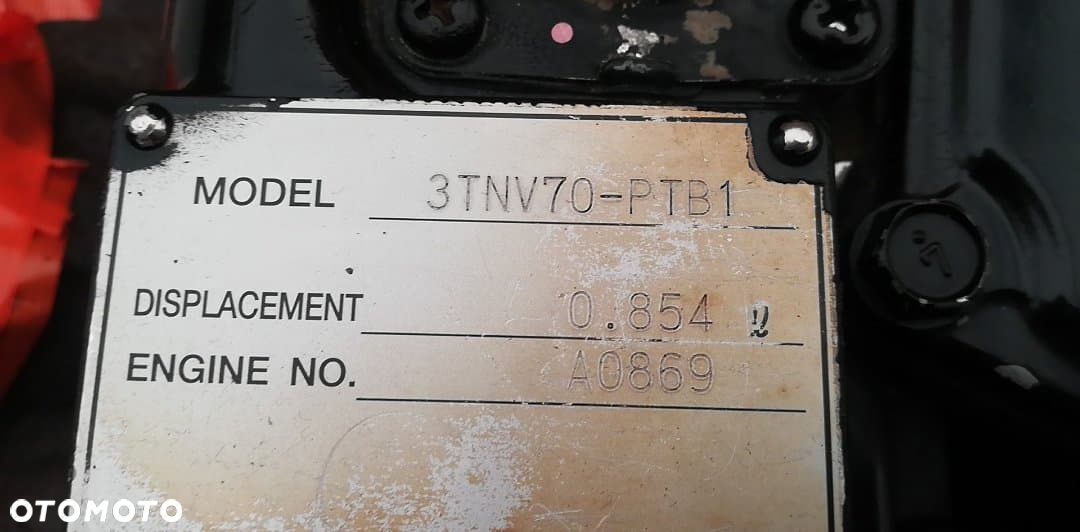 MODEL 3TNV70-PTB1
DISPLACEMENT 0.854 ℓ
ENGINE NO. A0869
OTOMOTO